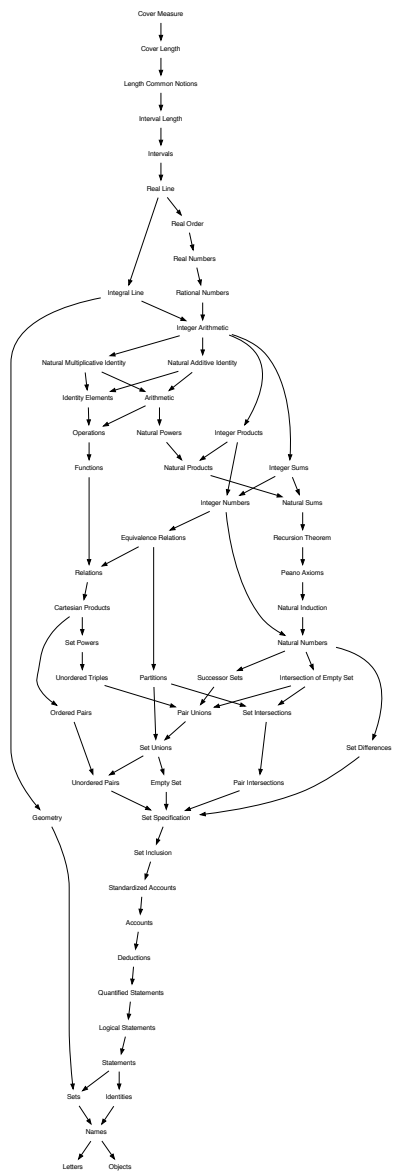 Cover Measure
Cover Length
Length Common Notions
Interval Length
Intervals
Real Line
Real Order
Real Numbers
Integral Line
Rational Numbers
Integer Arithmetic
Natural Multiplicative Identity
Natural Additive Identity
Identity Elements
Arithmetic
Operations
Natural Powers
Integer Products
Functions
Natural Products
Integer Sums
Integer Numbers
Natural Sums
Equivalence Relations
Recursion Theorem
Relations
Peano Axioms
Cartesian Products
Natural Induction
Set Powers
Natural Numbers
Unordered Triples
Partitions
Successor Sets
Intersection of Empty Set
Ordered Pairs
Pair Unions
Set Intersections
Set Unions
Set Differences
Unordered Pairs
Empty Set
Pair Intersections
Geometry
Set Specification
Set Inclusion
Standardized Accounts
Accounts
Deductions
Quantified Statements
Logical Statements
Statements
Sets
Identities
Names
Letters
Objects